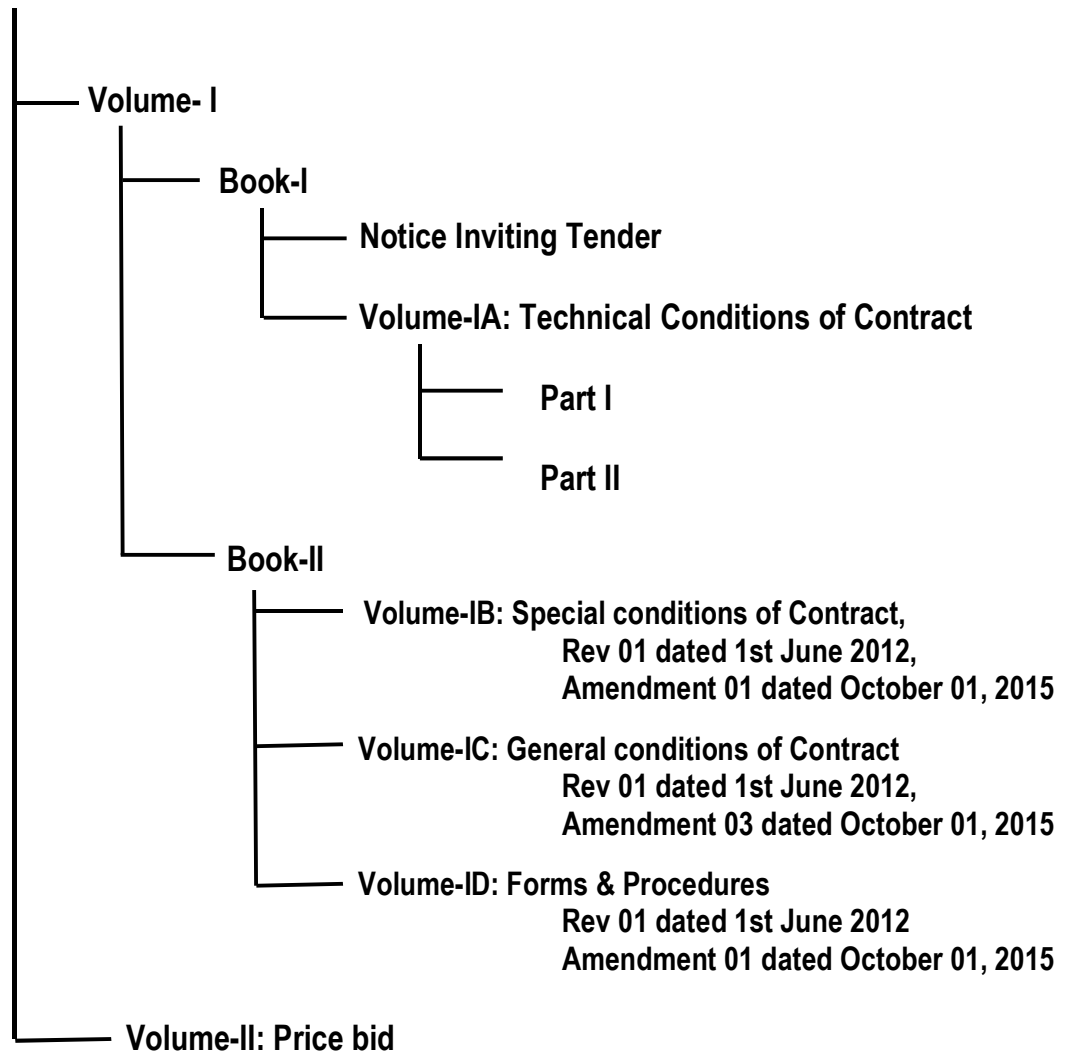 Volume- I
Book-I
Notice Inviting Tender
Volume-IA: Technical Conditions of Contract
Part I
Part II
Book-II
Volume-IB: Special conditions of Contract,
Rev 01 dated 1st June 2012,
Amendment 01 dated October 01, 2015
Volume-IC: General conditions of Contract
Rev 01 dated 1st June 2012,
Amendment 03 dated October 01, 2015
Volume-ID: Forms & Procedures
Rev 01 dated 1st June 2012
Amendment 01 dated October 01, 2015
Volume-II: Price bid